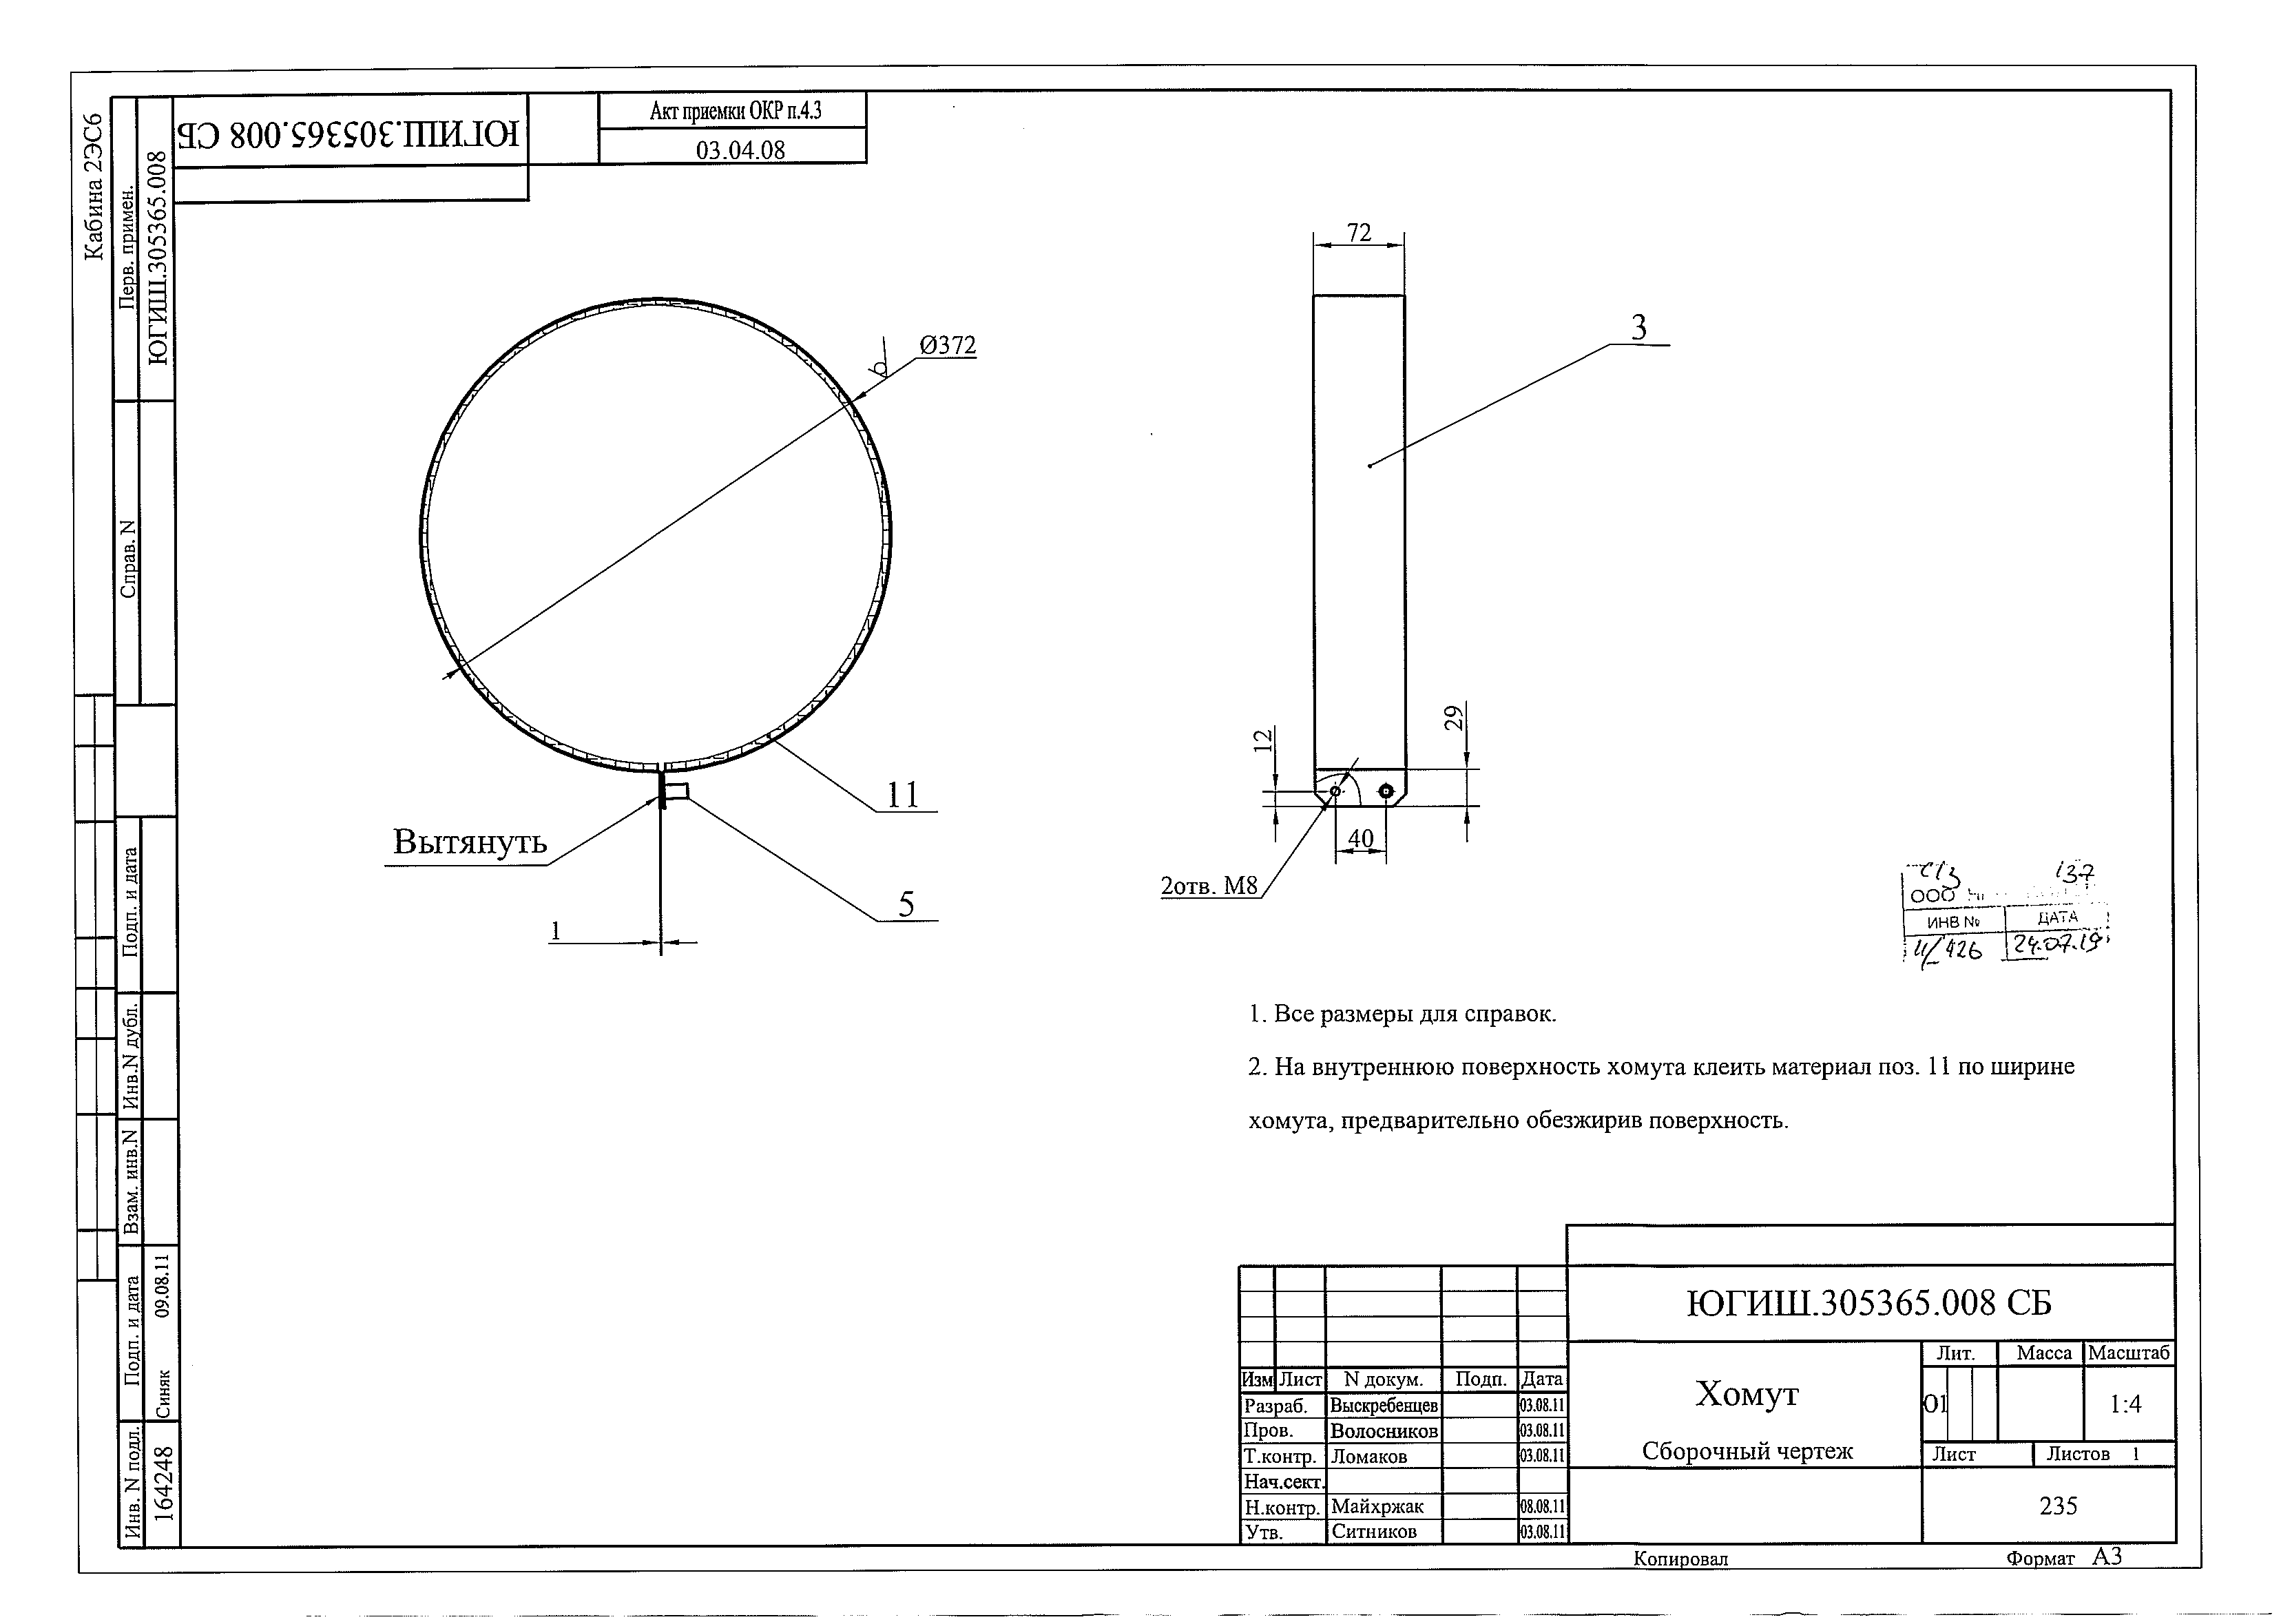 Кабина 2ЭС6
Перв. примен.
ЮГИШ.305365.008
Справ. N
Подп. и дата
Инв.N дубл.
Взам. инв.N
Подп. и дата
Синяк 09.08.11
Инв. N подл.
164248
ЮГИШ.305365.008 СБ
Акт приемки ОКР п.4.3
03.04.08
Ø372
11
5
Вытянуть
1
72
3
29
12
40
2отв. М8
137
ООО
ИНВ № ДАТА
24.07.19
1. Все размеры для справок.
2. На внутреннюю поверхность хомута клеить материал поз. 11 по ширине
хомута, предварительно обезжирив поверхность.
ЮГИШ.305365.008 СБ
Изм Лист N докум. Подп. Дата
Разраб. Выскребенцев 03.08.11
Пров. Волосников 03.08.11
Т.контр. Ломаков 03.08.11
Нач.сект.
Н.контр. Майхржак 08.08.11
Утв. Ситников 03.08.11
Хомут
Сборочный чертеж
Лит. Масса Масштаб
О1 1:4
Лист Листов 1
235
Копировал Формат А3